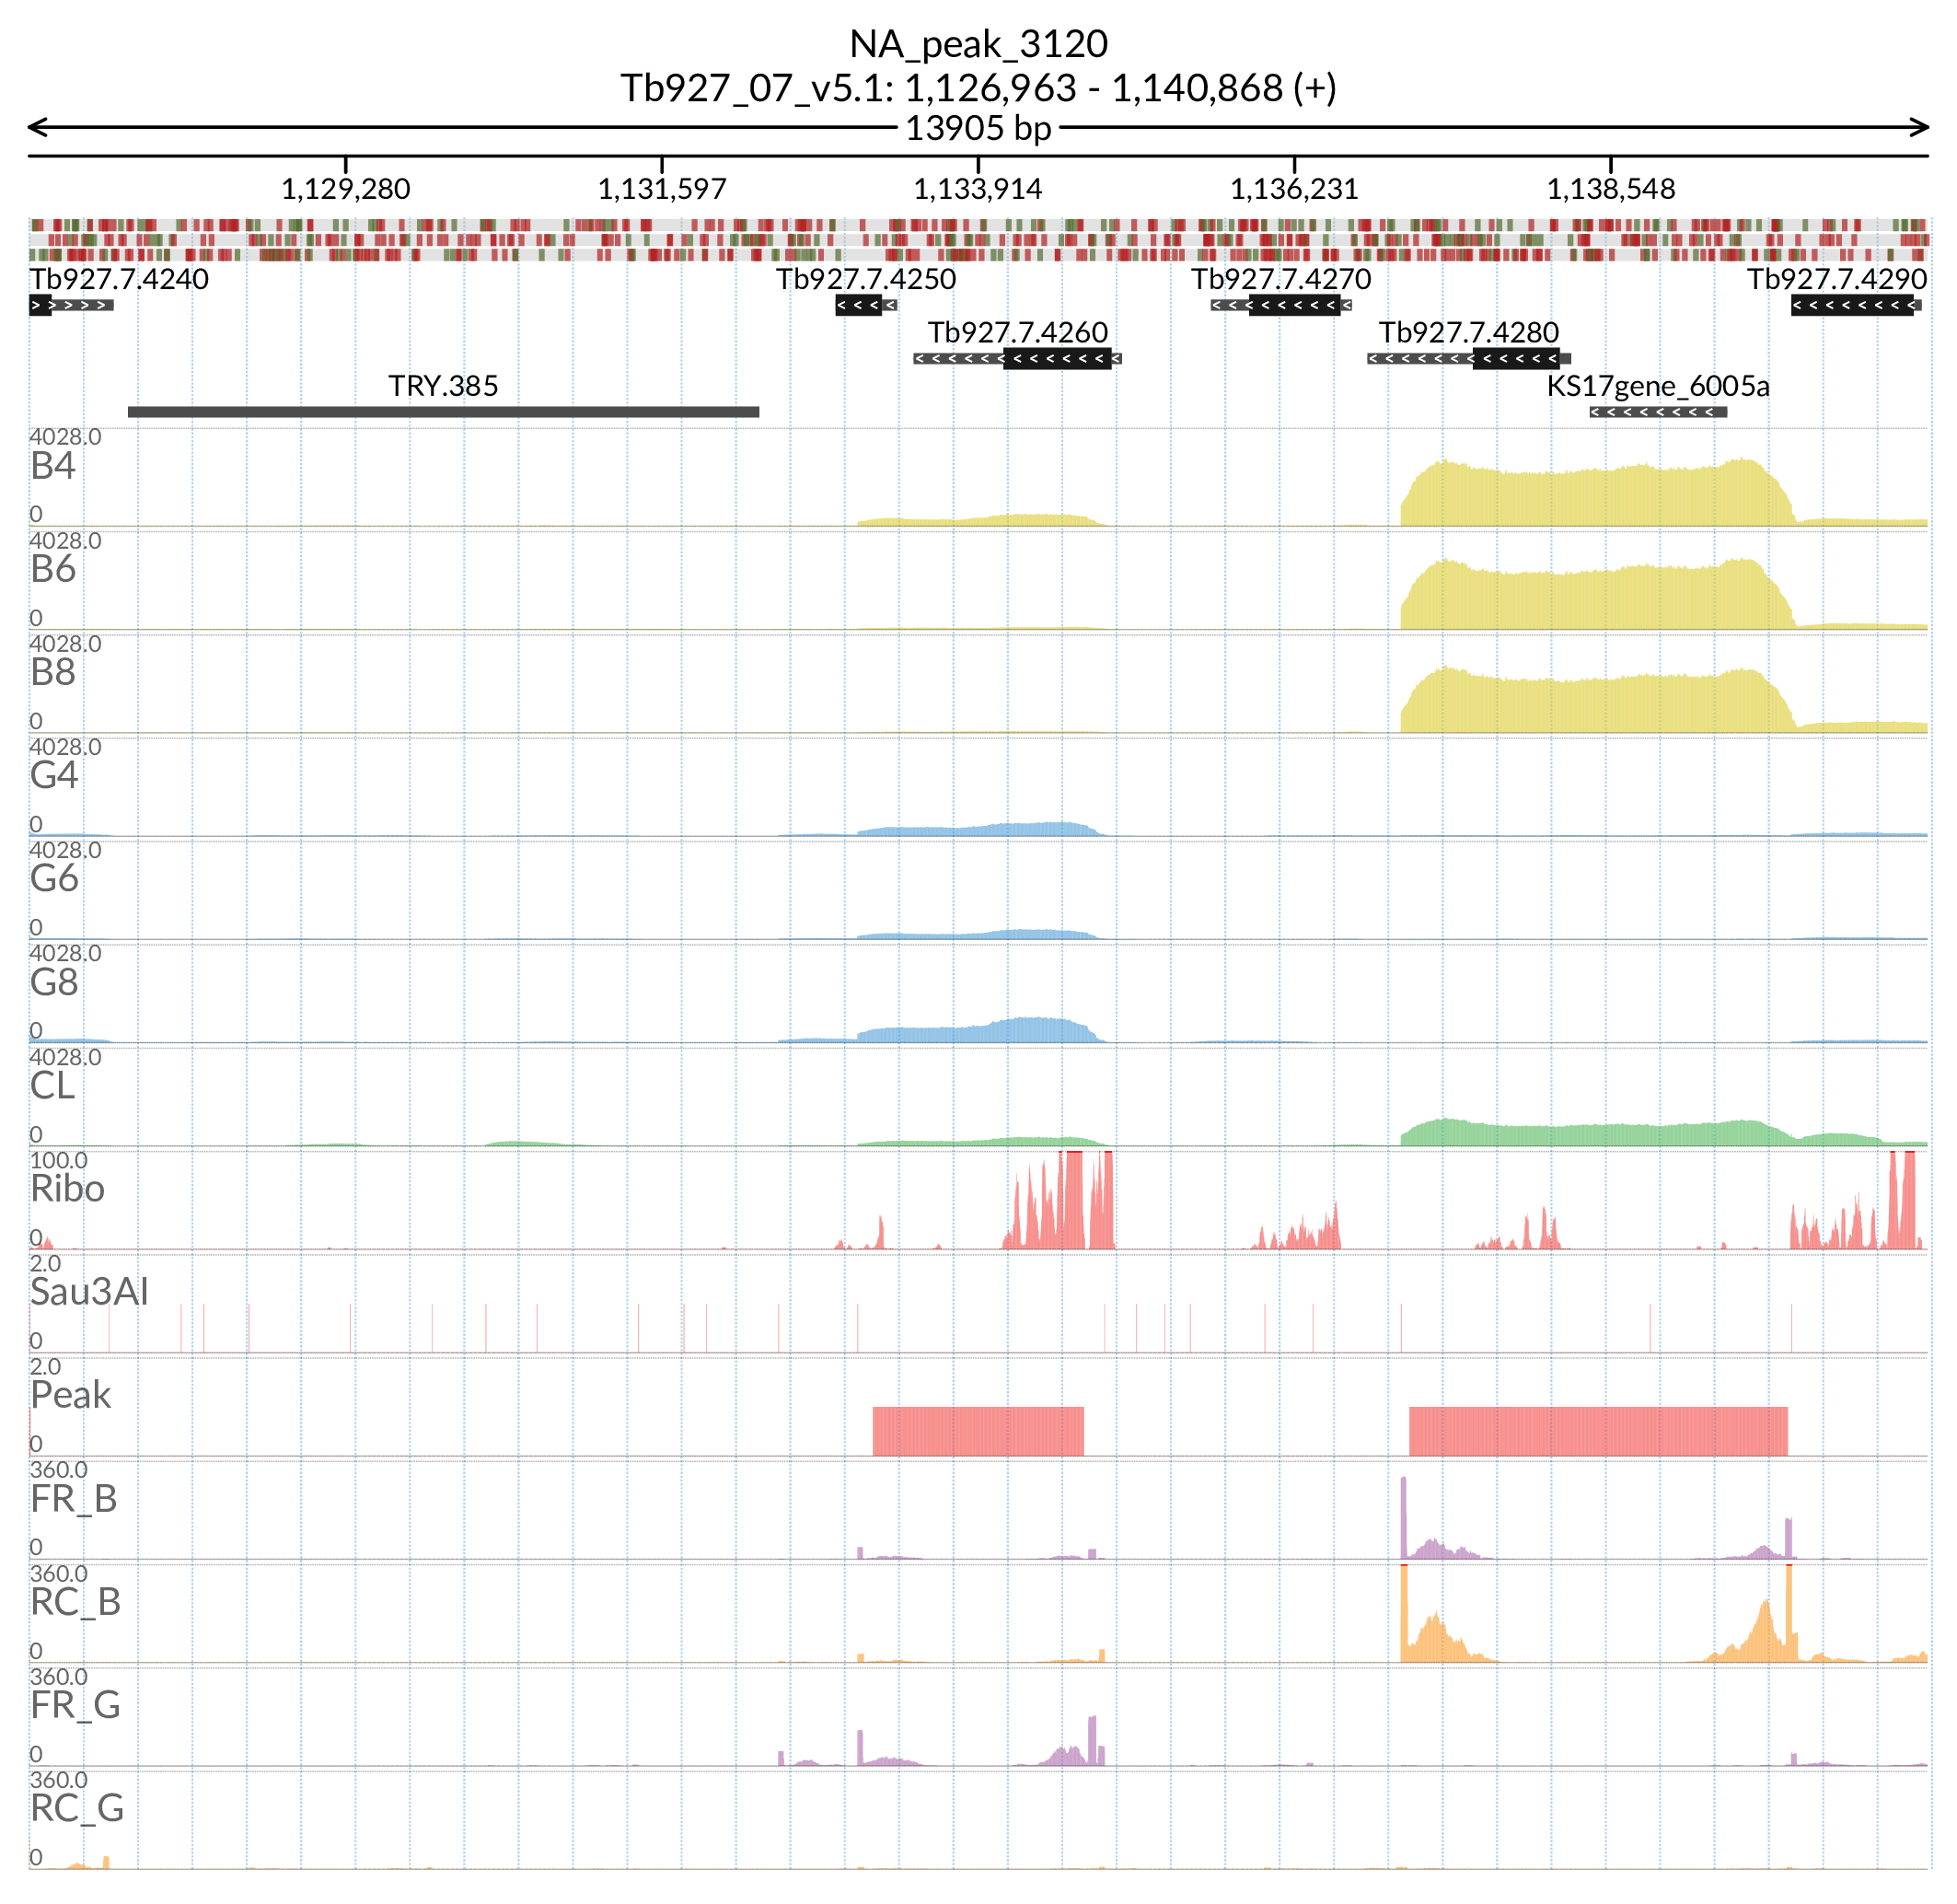 NA_peak_3120
Tb927_07_v5.1: 1,126,963 - 1,140,868 (+)
13905 bp
1,129,280 1,131,597 1,133,914 1,136,231 1,138,548
Tb927.7.4240 Tb927.7.4250 Tb927.7.4270 Tb927.7.4290
Tb927.7.4260 Tb927.7.4280
TRY.385 KS17gene_6005a
4028.0
B4
0
4028.0
B6
0
4028.0
B8
0
4028.0
G4
0
4028.0
G6
0
4028.0
G8
0
4028.0
CL
0
100.0
Ribo
0
2.0
Sau3AI
0
2.0
Peak
0
360.0
FR_B
0
360.0
RC_B
0
360.0
FR_G
0
360.0
RC_G
0